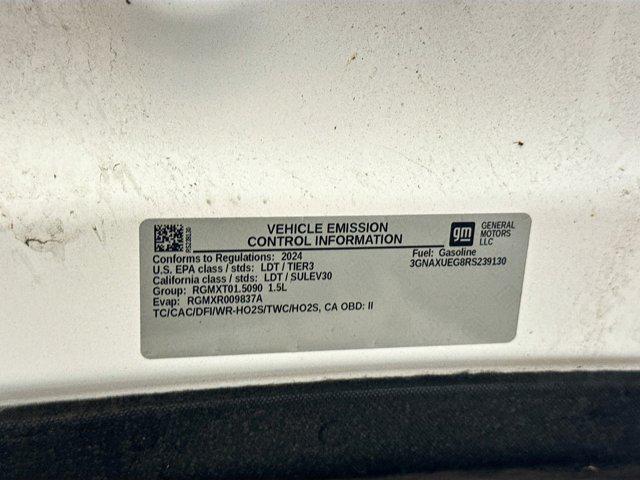 VEHICLE EMISSION
CONTROL INFORMATION
gm
GENERAL
MOTORS
LLC
Conforms to Regulations: 2024
U.S. EPA class / stds: LDT / TIER3
California class / stds: LDT / SULEV30
Group: RGMXT01.5090 1.5L
Evap: RGMXR009837A
TC/CAC/DFI/WR-HO2S/TWC/HO2S, CA OBD: II
Fuel: Gasoline
3GNAXUEG8RS239130